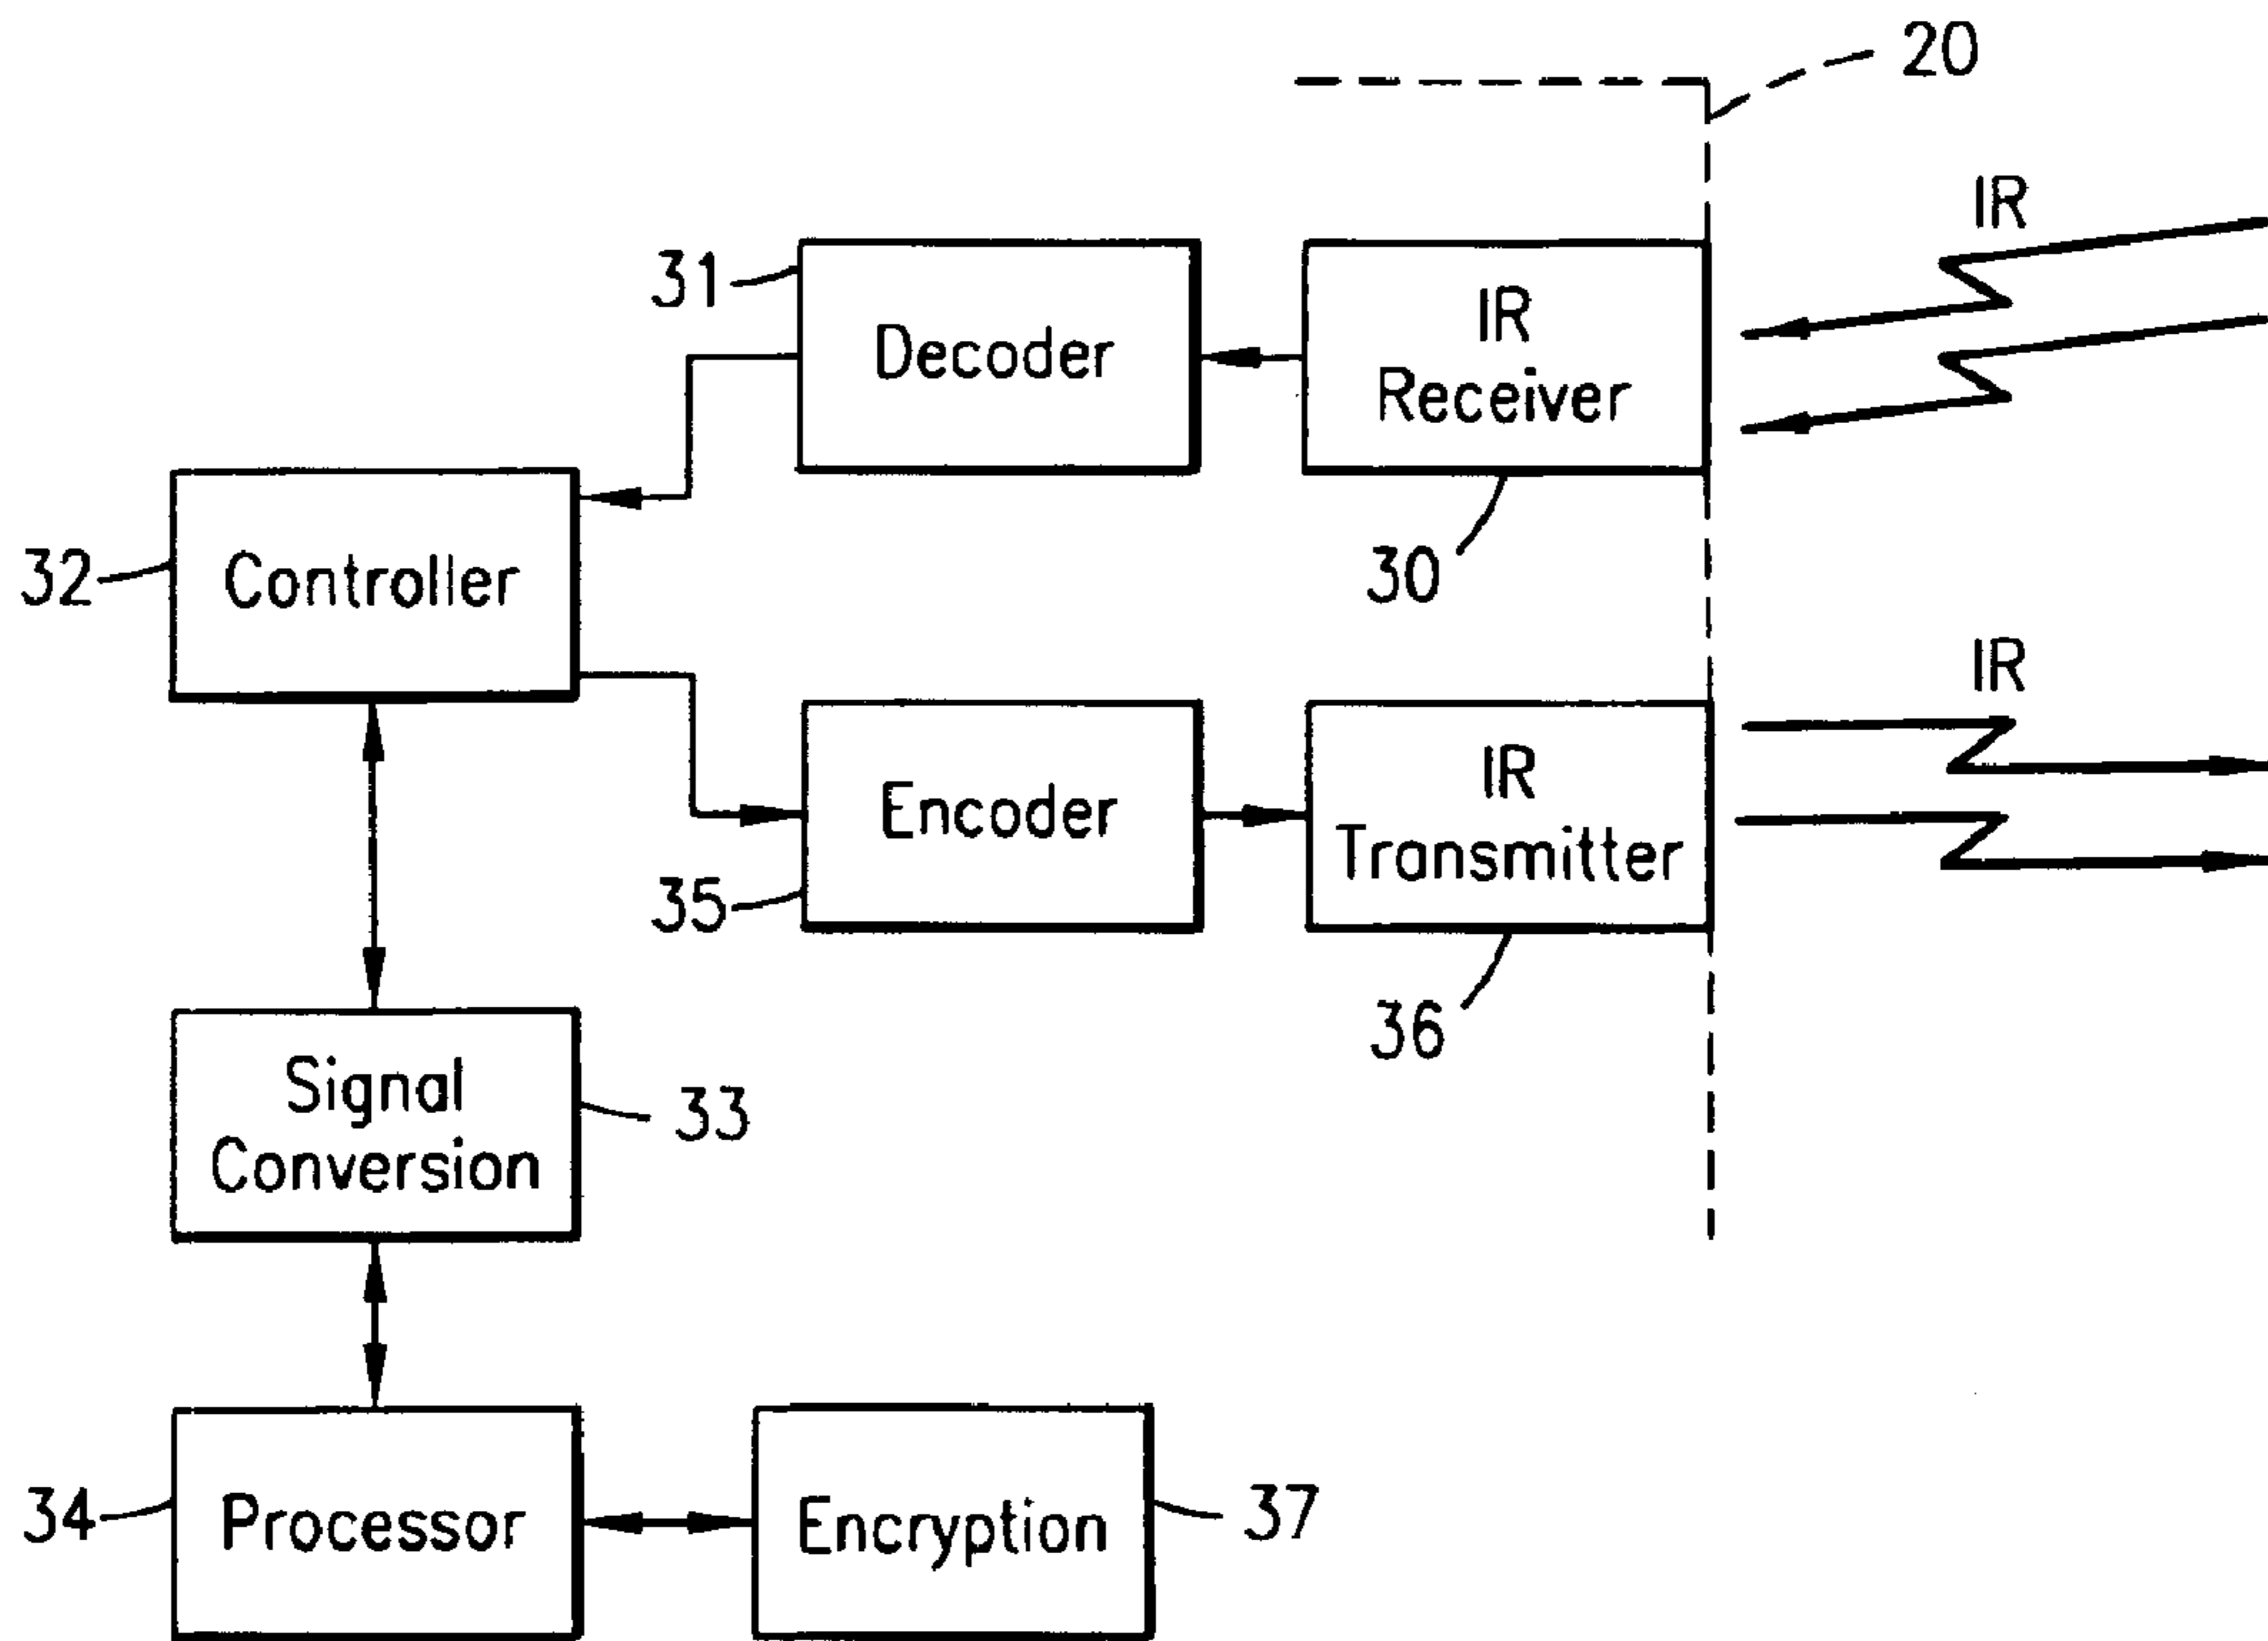 20
IR
31
Decoder
IR
Receiver
32
Controller
30
IR
Encoder
IR
Transmitter
35
36
Signal
Conversion
33
34
Processor
Encryption
37